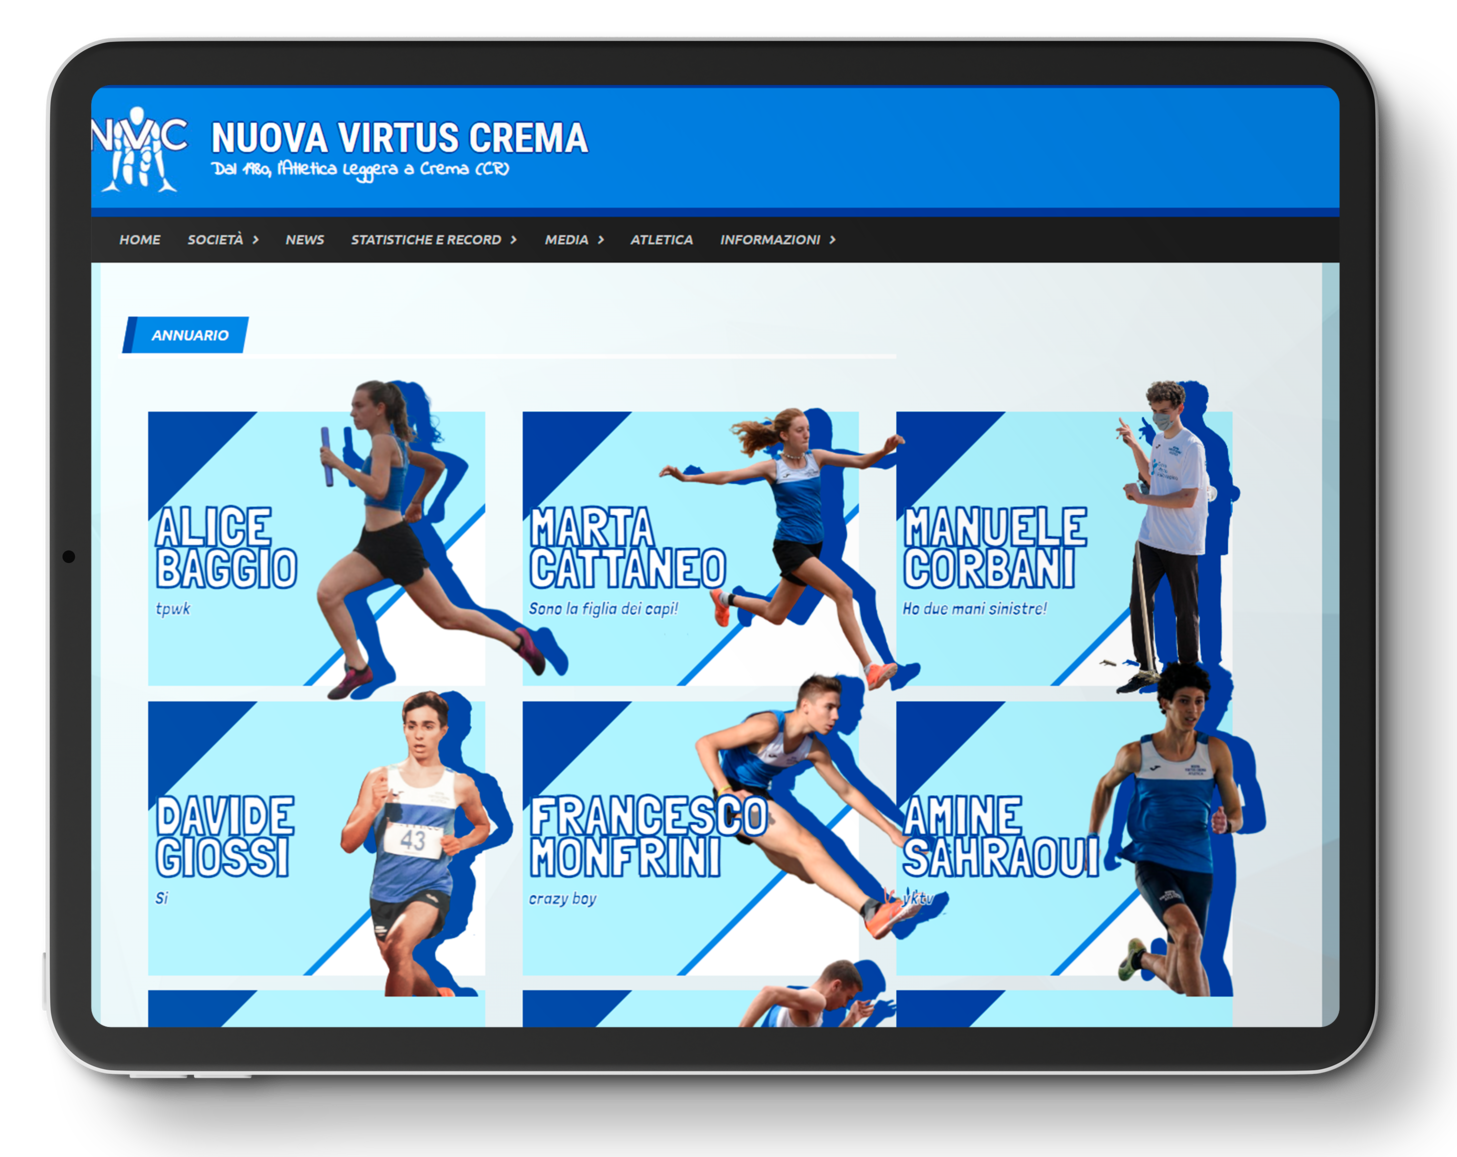 NVC
NUOVA VIRTUS CREMA
Dal 1980, l'Atletica Leggera a Crema (CR)
HOME SOCIETÀ NEWS STATISTICHE E RECORD MEDIA ATLETICA INFORMAZIONI
ANNUARIO
ALICE
BAGGIO
tpwk
MARTA
CATTANEO
Sono la figlia dei capi!
MANUELE
CORBANI
Ho due mani sinistre!
DAVIDE
GIOSSI
Si
43
FRANCESCO
MONFRINI
crazy boy
AMINE
SAHRAOUI
yktv